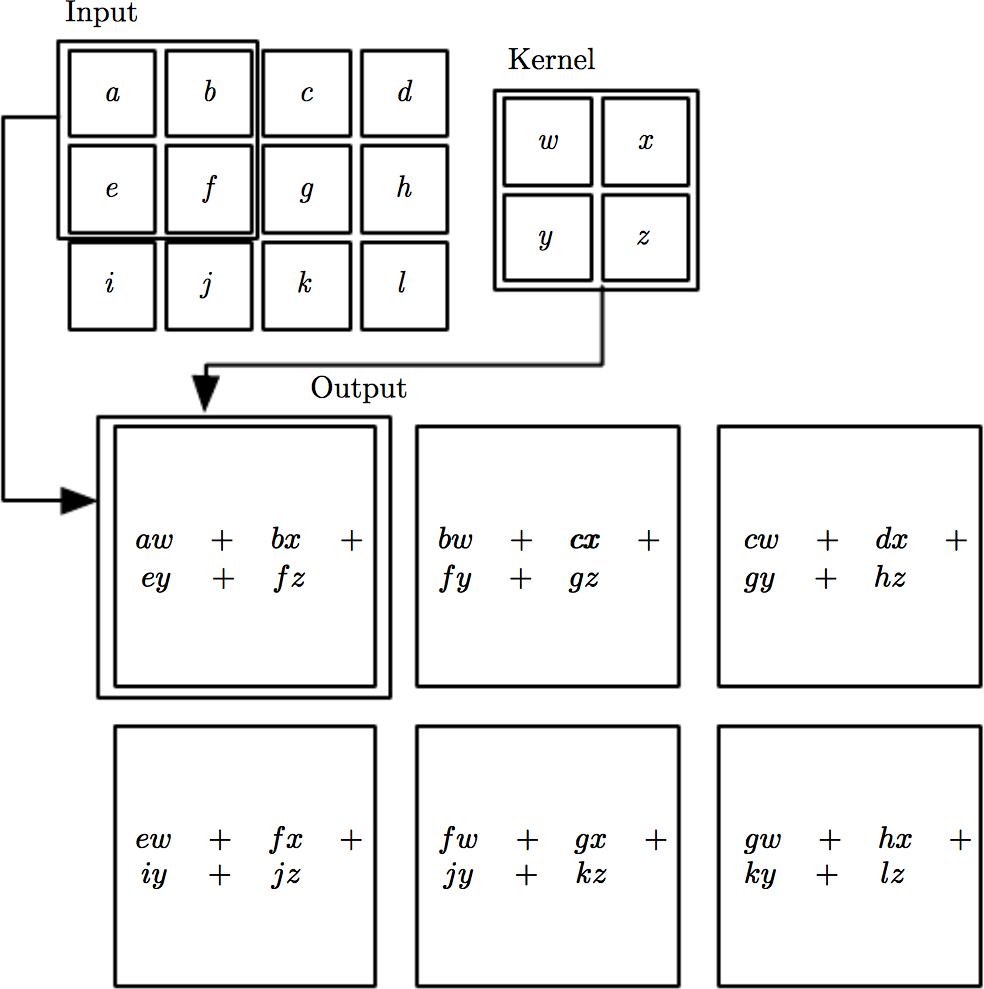 Input
Kernel
a b c d
w x
e f g h
y z
i j k l
Output
aw + bx +
ey + fz
bw + cx +
fy + gz
cw + dx +
gy + hz
ew + fx +
iy + jz
fw + gx +
jy + kz
gw + hx +
ky + lz